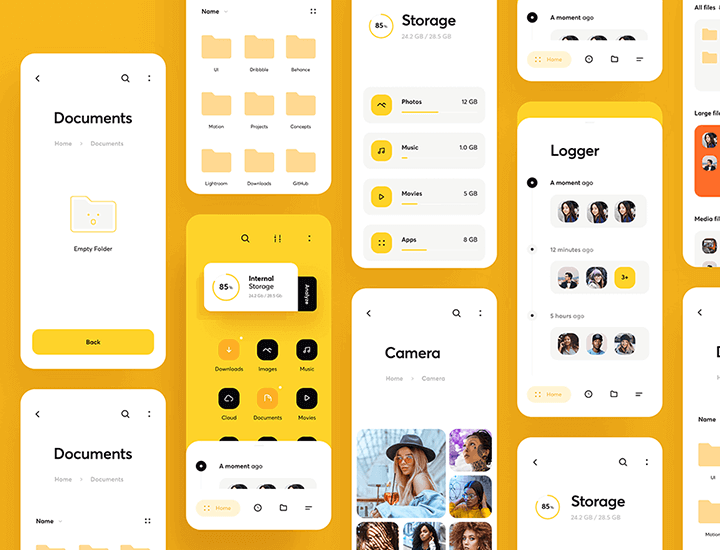 Documents
Home > Documents
Empty Folder
Back
Documents
Home > Documents
Name
Name
UI
Dribbble
Behance
Motion
Projects
Concepts
Lightroom
Downloads
GitHub
85%
Internal
Storage
24.2 Gb / 28.5 Gb
Analyze
Downloads
Images
Music
Cloud
Documents
Movies
A moment ago
Home
85%
Storage
24.2 GB / 28.5 GB
Photos
12 GB
Music
1.0 GB
Movies
5 GB
Apps
8 GB
Camera
Home > Camera
A moment ago
Home
Logger
A moment ago
12 minutes ago
3+
5 hours ago
Home
85%
Storage
24.2 GB / 28.5 GB
All files
Large file
Media fil
Name
UI
Motion